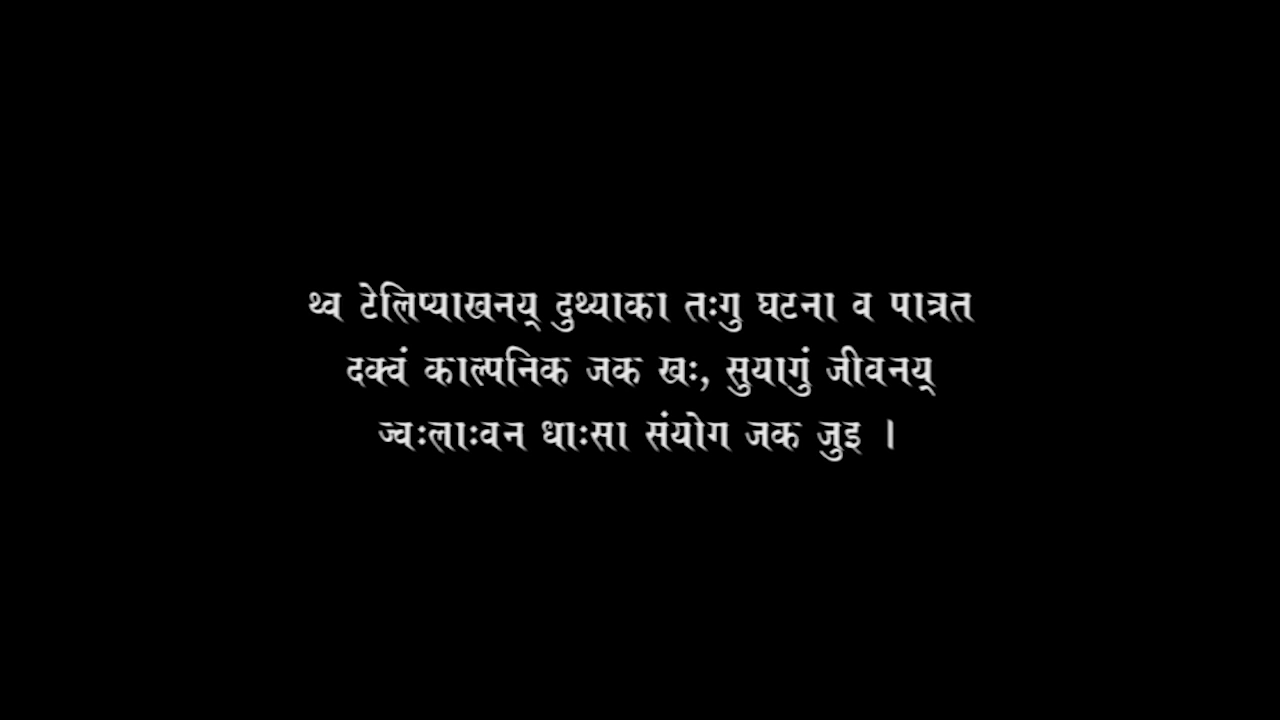 थ्व टेलिप्याखनय् दुथ्याका तःगु घटना व पात्रत
दक्वं काल्पनिक जक खः, सुयागुं जीवनय्
ज्वःलाःवन धाःसा संयोग जक जुइ ।